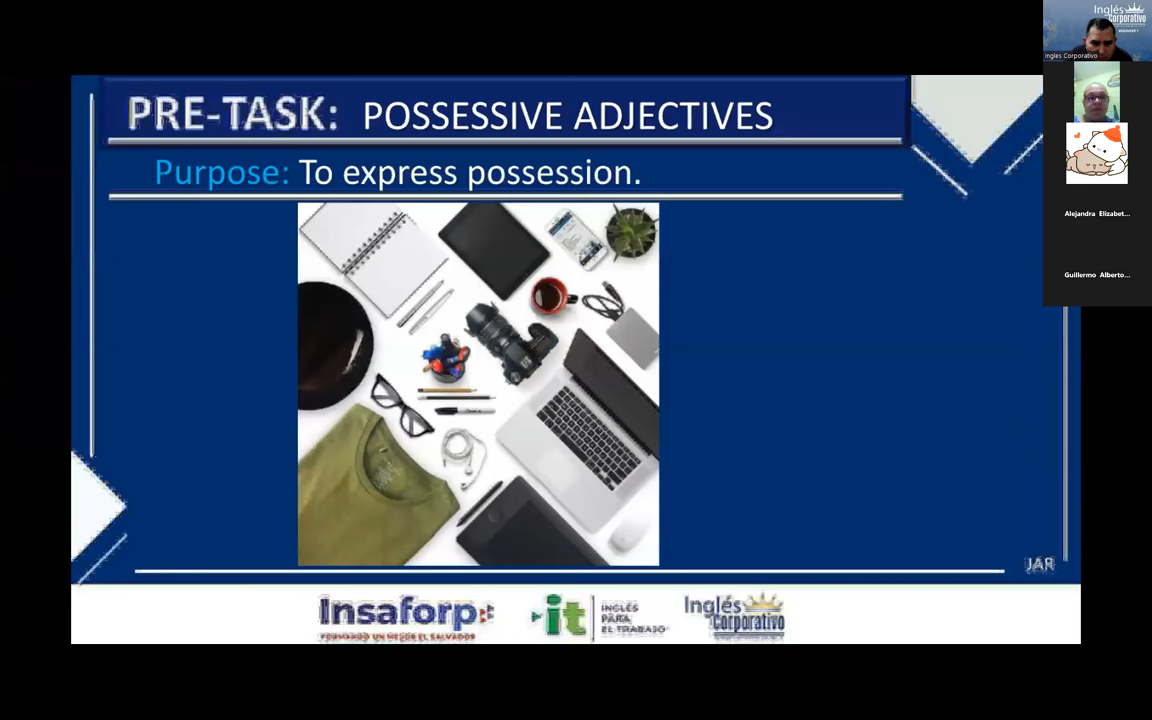 PRE-TASK: POSSESSIVE ADJECTIVES
Purpose: To express possession.
JAR
Insaforp
FORMANDO UN MEJOR EL SALVADOR
it
INGLÉS
PARA
EL TRABAJO
Inglés
Corporativo
Inglés
Corporativo
Ingles Corporativo
Alejandra Elizabet...
Guillermo Alberto...